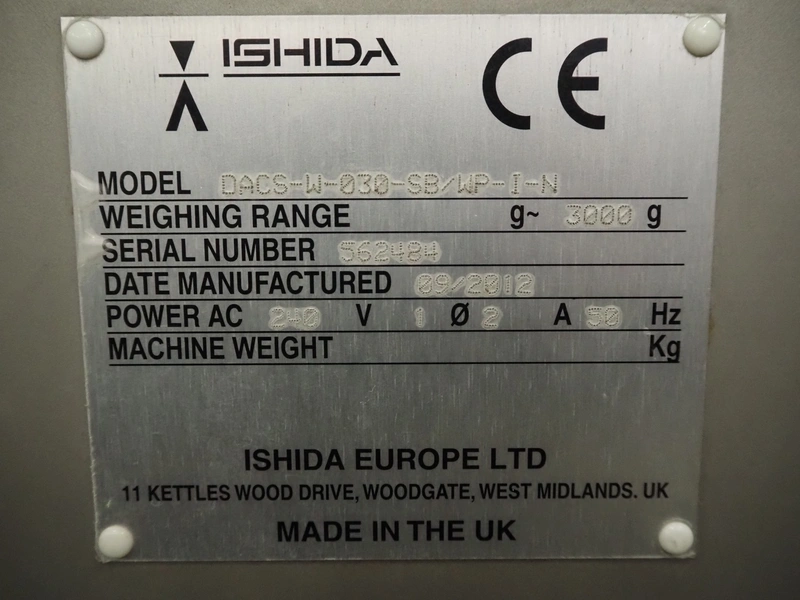 ISHIDA
CE
MODEL DACS-W-030-SB/WP-I-N
WEIGHING RANGE g~ 3000 g
SERIAL NUMBER 562484
DATE MANUFACTURED 09/2012
POWER AC 240 V 1 Ø 2 A 50 Hz
MACHINE WEIGHT Kg
ISHIDA EUROPE LTD
11 KETTLES WOOD DRIVE, WOODGATE, WEST MIDLANDS. UK
MADE IN THE UK